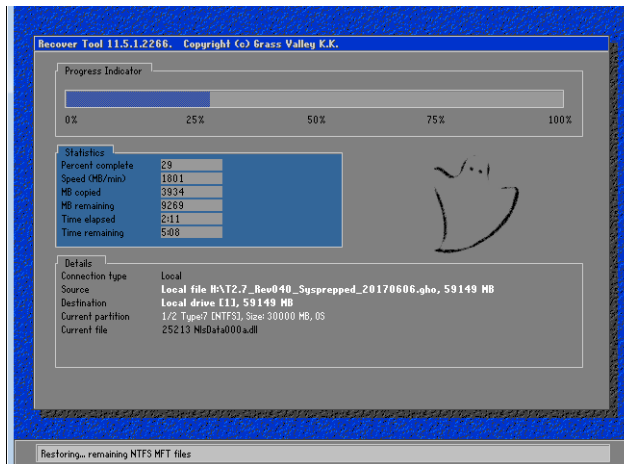 Recover Tool 11.5.1.2266. Copyright (c) Grass Valley K.K.
Progress Indicator
0% 25% 50% 75% 100%
Statistics
Percent complete 29
Speed (MB/min) 1801
MB copied 3934
MB remaining 9269
Time elapsed 2:11
Time remaining 5:08
Details
Connection type Local
Source Local file H:\T2.7_Rev040_Sysprepped_20170606.gho, 59149 MB
Destination Local drive [1], 59149 MB
Current partition 1/2 Type:7 [NTFS], Size: 30000 MB, OS
Current file 25213 NlsData000a.dll
Restoring... remaining NTFS MFT files